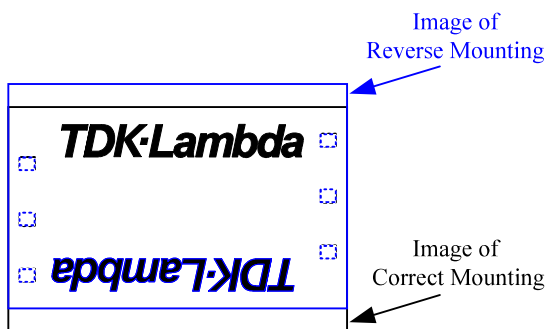 Image of
Reverse Mounting
TDK·Lambda
TDK·Lambda
Image of
Correct Mounting